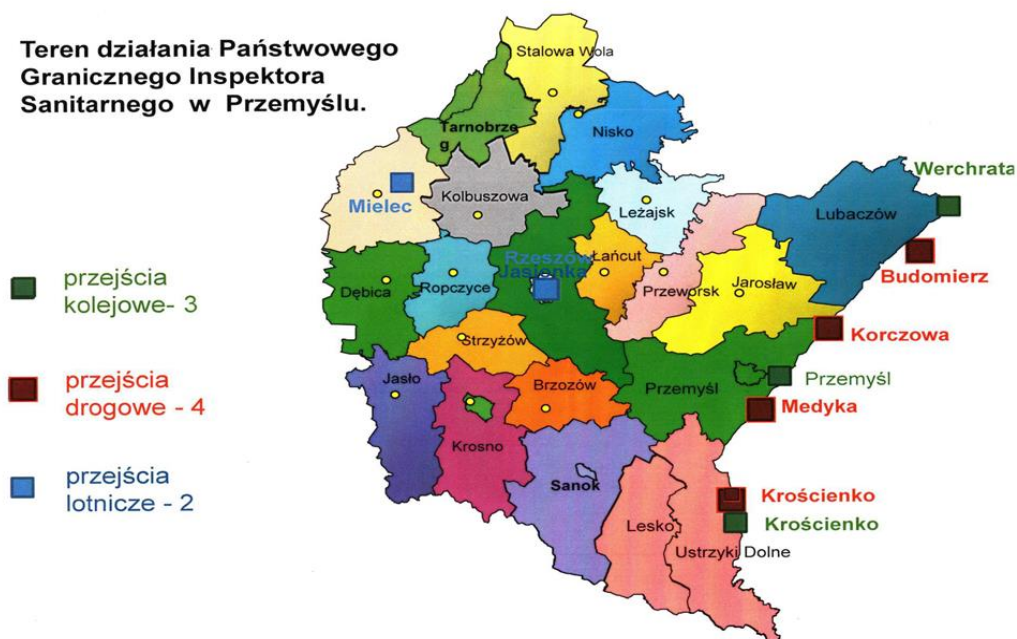 Teren działania Państwowego
Granicznego Inspektora
Sanitarnego w Przemyślu.
Stalowa Wola
Tarnobrze
g
Nisko
Werchrata
Mielec
Kolbuszowa
Leżajsk
Lubaczów
Rzeszów
Jasionka
Łańcut
Budomierz
przejścia
kolejowe- 3
Dębica
Ropczyce
Przeworsk
Jarosław
Korczowa
Strzyżów
przejścia
drogowe - 4
Jasło
Brzozów
Przemyśl
Przemyśl
Medyka
Krosno
przejścia
lotnicze - 2
Sanok
Krościenko
Lesko
Krościenko
Ustrzyki Dolne